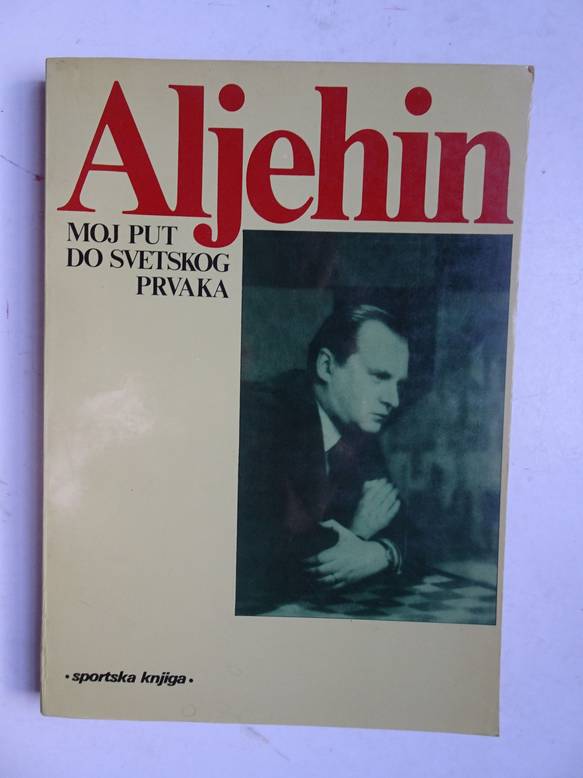 Aljehin
MOJ PUT
DO SVETSKOG
PRVAKA
• sportska knjiga •